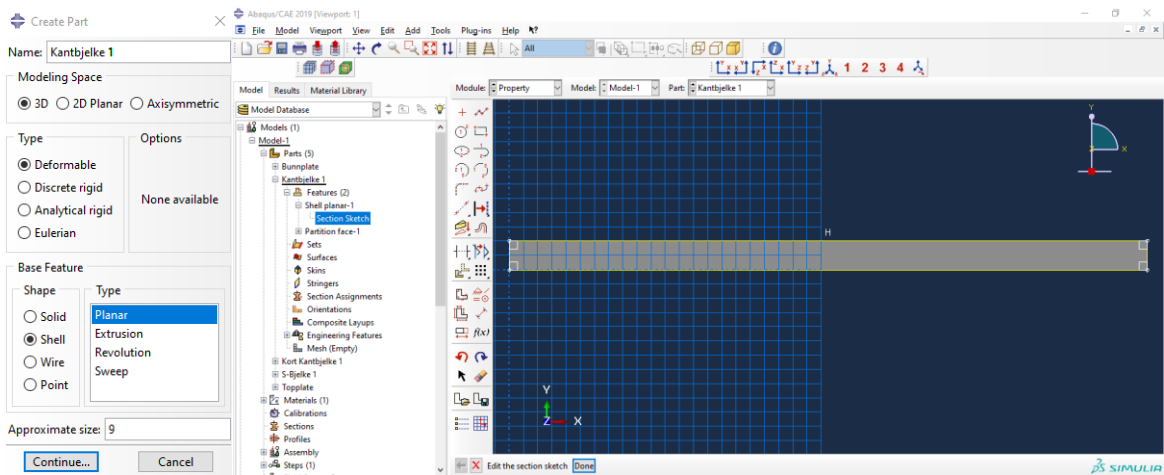 Create Part
Name: Kantbjelke 1
Modeling Space
3D 2D Planar Axisymmetric
Type
Deformable
Discrete rigid
Analytical rigid
Eulerian
Options
None available
Base Feature
Shape
Solid
Shell
Wire
Point
Type
Planar
Extrusion
Revolution
Sweep
Approximate size: 9
Continue... Cancel
Abaqus/CAE 2019 [Viewport: 1]
File Model Viewport View Edit Add Tools Plug-ins Help
All
1 2 3 4
Model Results Material Library
Module: Property Model: Model-1 Part: Kantbjelke 1
Model Database
Models (1)
Model-1
Parts (5)
Bunnplate
Kantbjelke 1
Features (2)
Shell planar-1
Section Sketch
Partition face-1
Sets
Surfaces
Skins
Stringers
Section Assignments
Orientations
Composite Layups
Engineering Features
Mesh (Empty)
Kort Kantbjelke 1
S-Bjelke 1
Topplate
Materials (1)
Calibrations
Sections
Profiles
Assembly
Steps (1)
f(x)
Y
X
H
Y
Z X
Edit the section sketch Done
SIMULIA